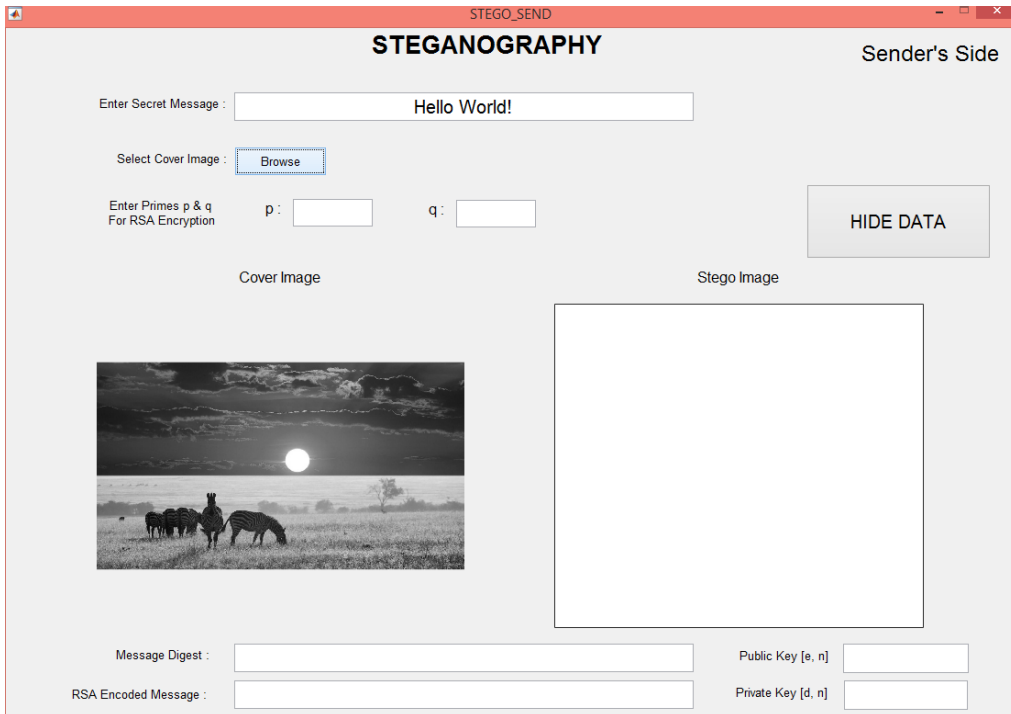 STEGO_SEND
STEGANOGRAPHY
Sender's Side
Enter Secret Message :
Hello World!
Select Cover Image :
Browse
Enter Primes p & q
For RSA Encryption
p :
q :
HIDE DATA
Cover Image
Stego Image
Message Digest :
Public Key [e, n]
RSA Encoded Message :
Private Key [d, n]